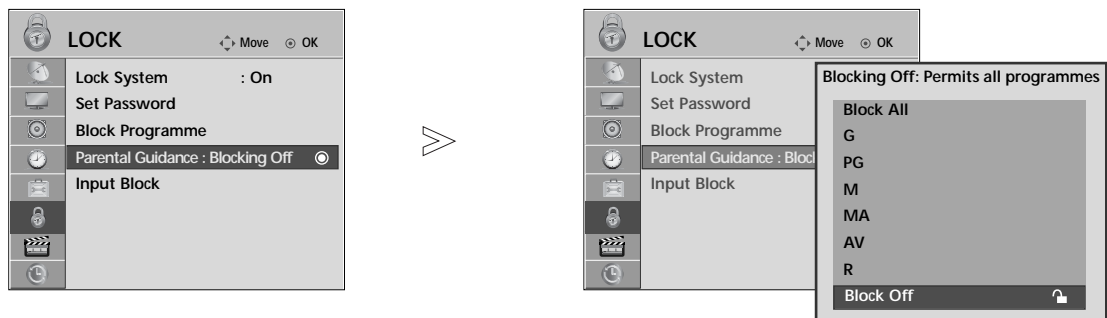 LOCK
Move
OK
Lock System : On
Set Password
Block Programme
Parental Guidance : Blocking Off
Input Block
LOCK
Move
OK
Lock System
Set Password
Block Programme
Parental Guidance : Bloc
Input Block
Blocking Off: Permits all programmes
Block All
G
PG
M
MA
AV
R
Block Off